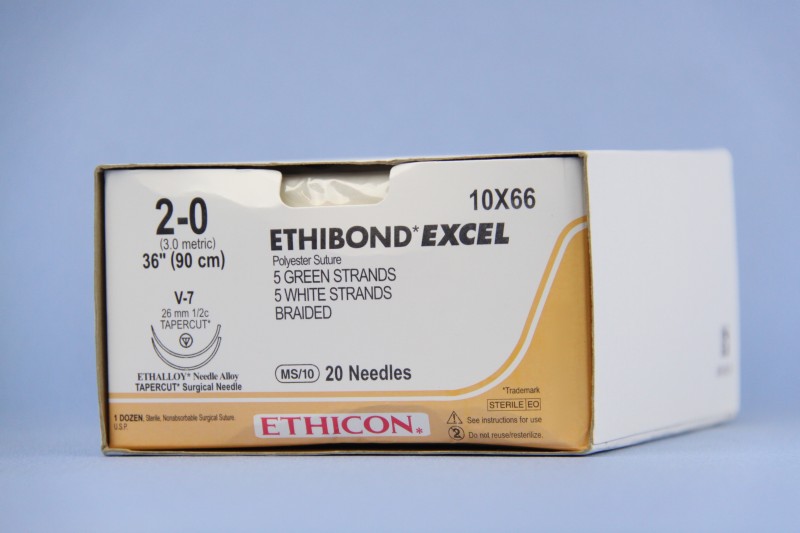 2-0
(3.0 metric)
36" (90 cm)
V-7
26 mm 1/2c
TAPERCUT*
V
ETHALLOY* Needle Alloy
TAPERCUT* Surgical Needle
10X66
ETHIBOND* EXCEL
Polyester Suture
5 GREEN STRANDS
5 WHITE STRANDS
BRAIDED
MS/10 20 Needles
*Trademark
STERILE EO
See instructions for use
2 Do not reuse/resterilize.
1 DOZEN, Sterile, Nonabsorbable Surgical Suture.
U.S.P.
ETHICON*